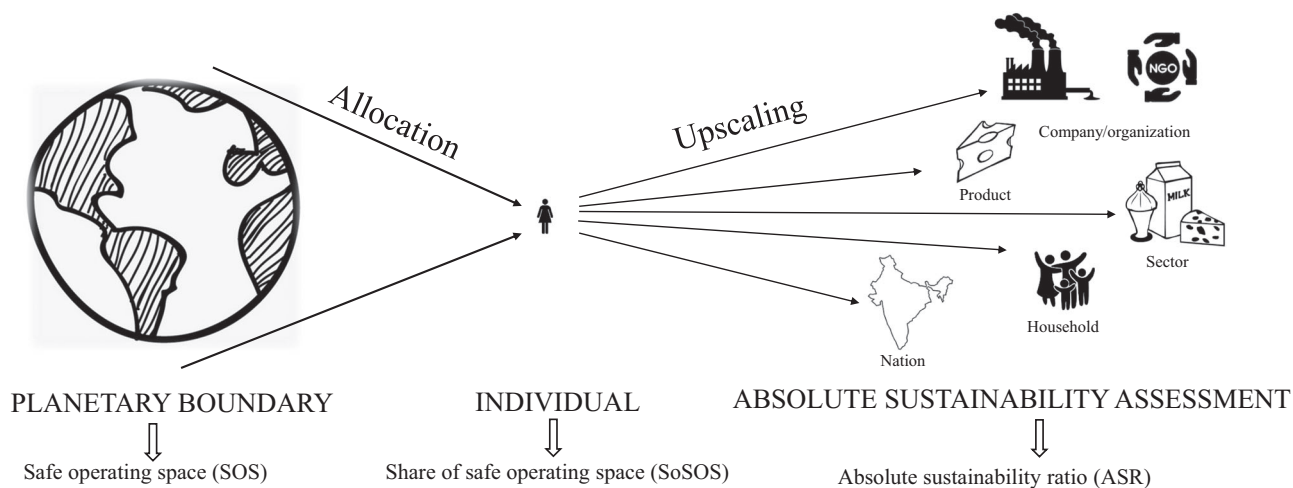 Allocation
Upscaling
NGO
Company/organization
Product
MILK
Sector
Household
Nation
PLANETARY BOUNDARY
INDIVIDUAL
ABSOLUTE SUSTAINABILITY ASSESSMENT
Safe operating space (SOS)
Share of safe operating space (SoSOS)
Absolute sustainability ratio (ASR)